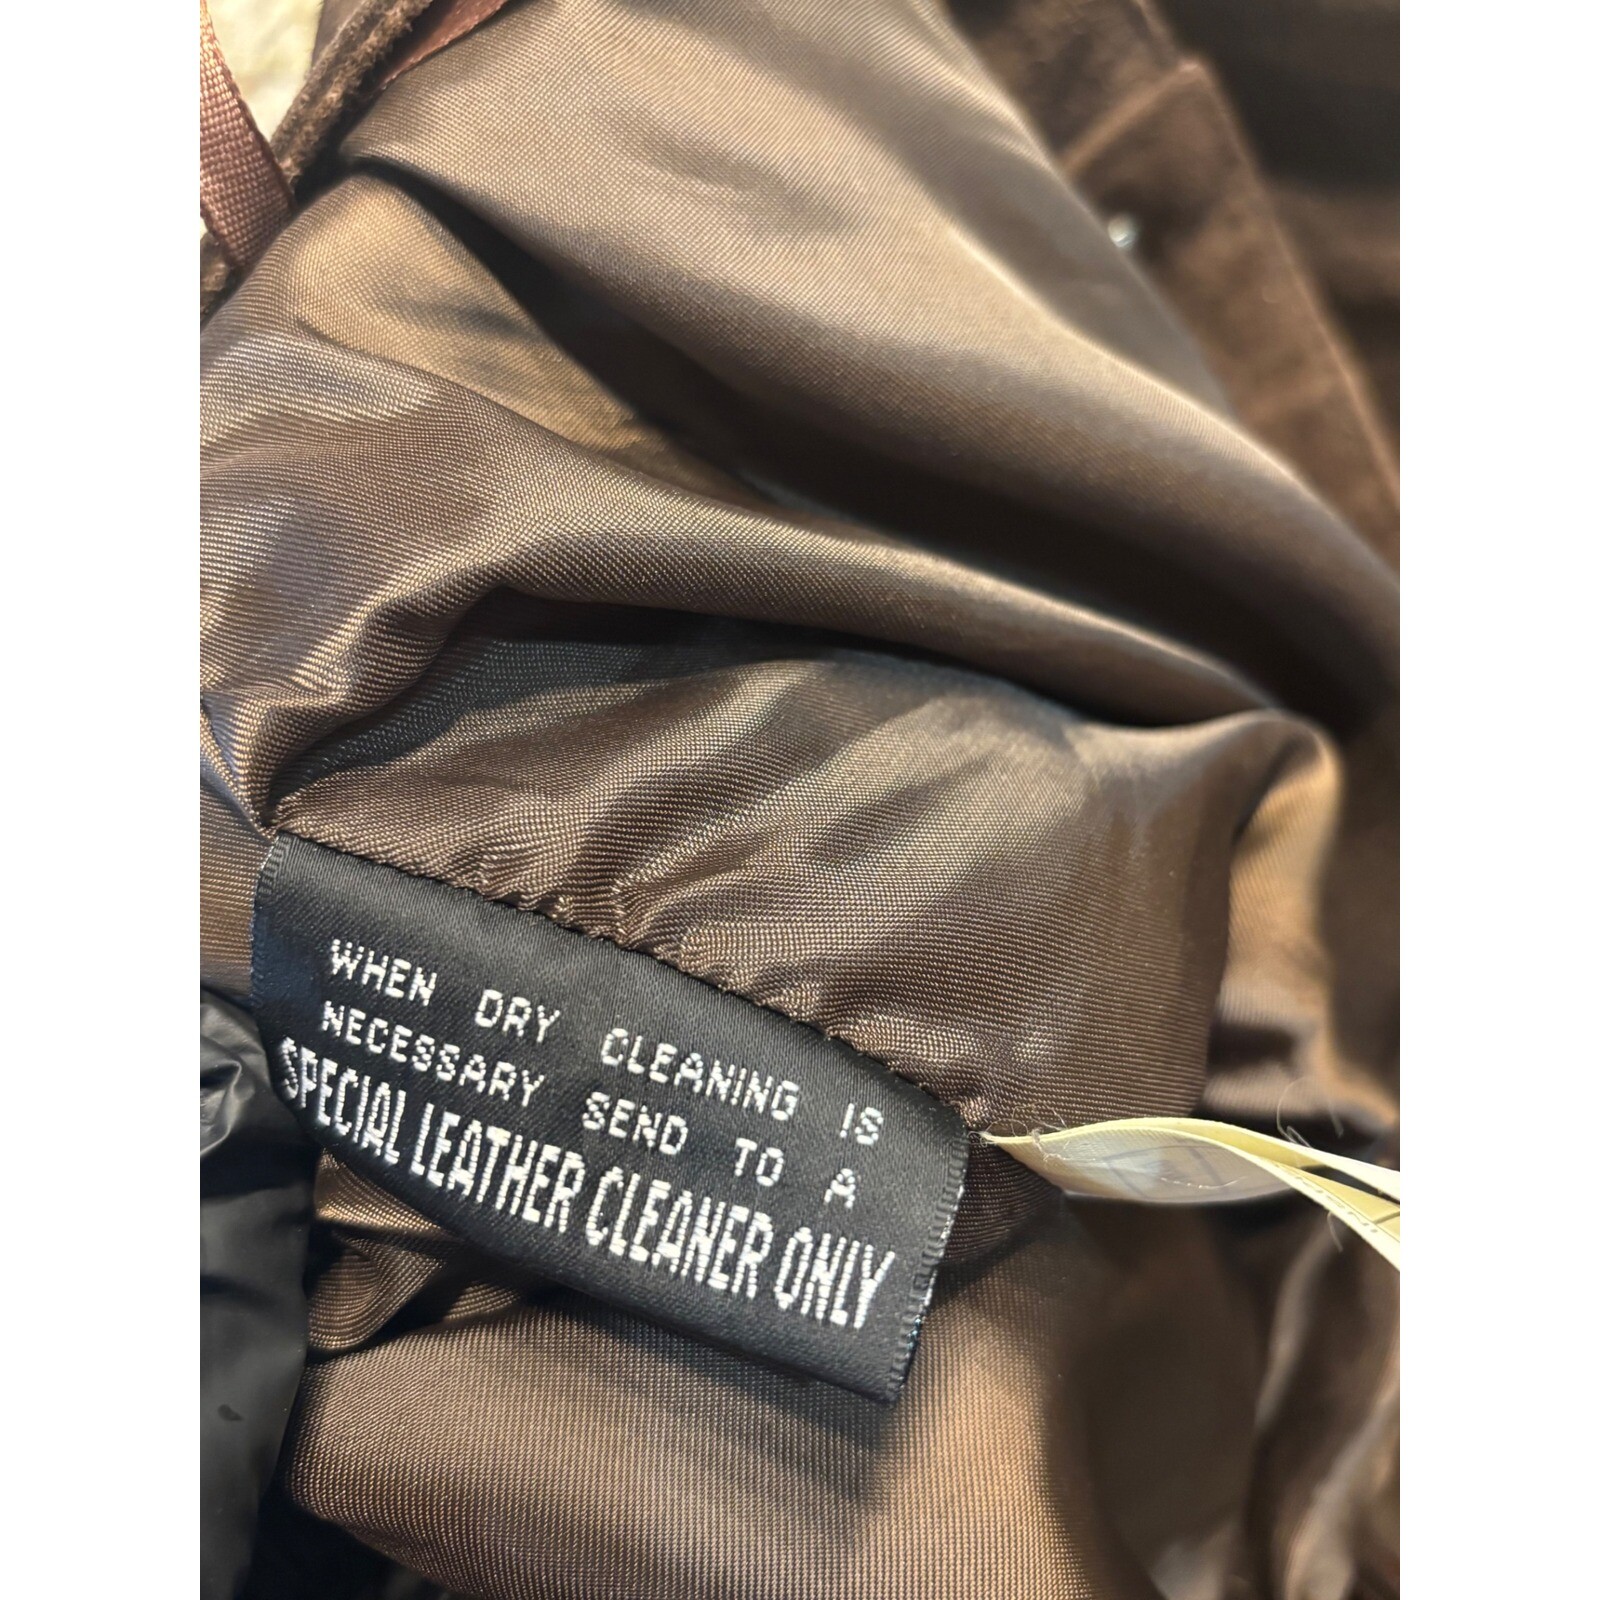 WHEN DRY CLEANING IS
NECESSARY SEND TO A
SPECIAL LEATHER CLEANER ONLY